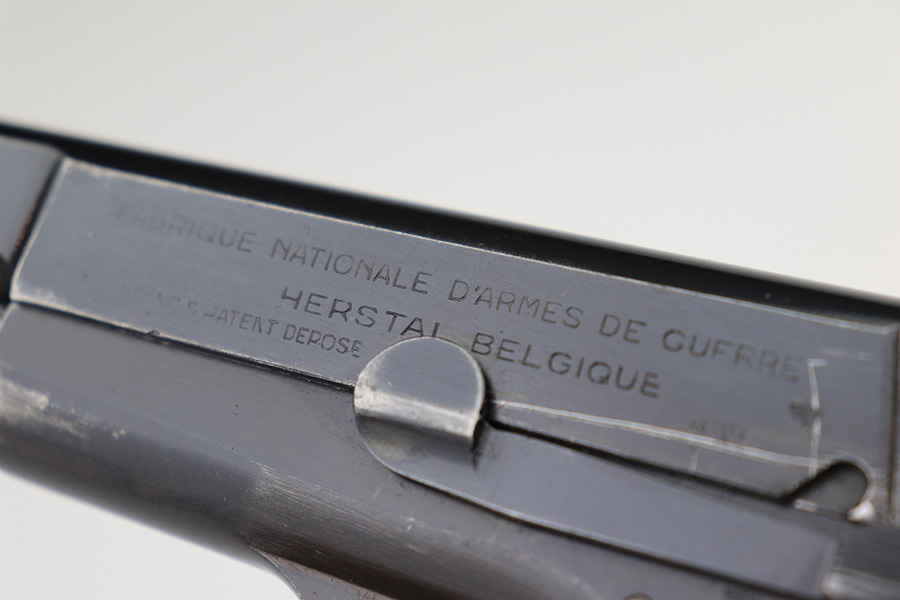 FABRIQUE NATIONALE D'ARMES DE GUERRE
HERSTAL BELGIQUE
PATENT DEPOSE